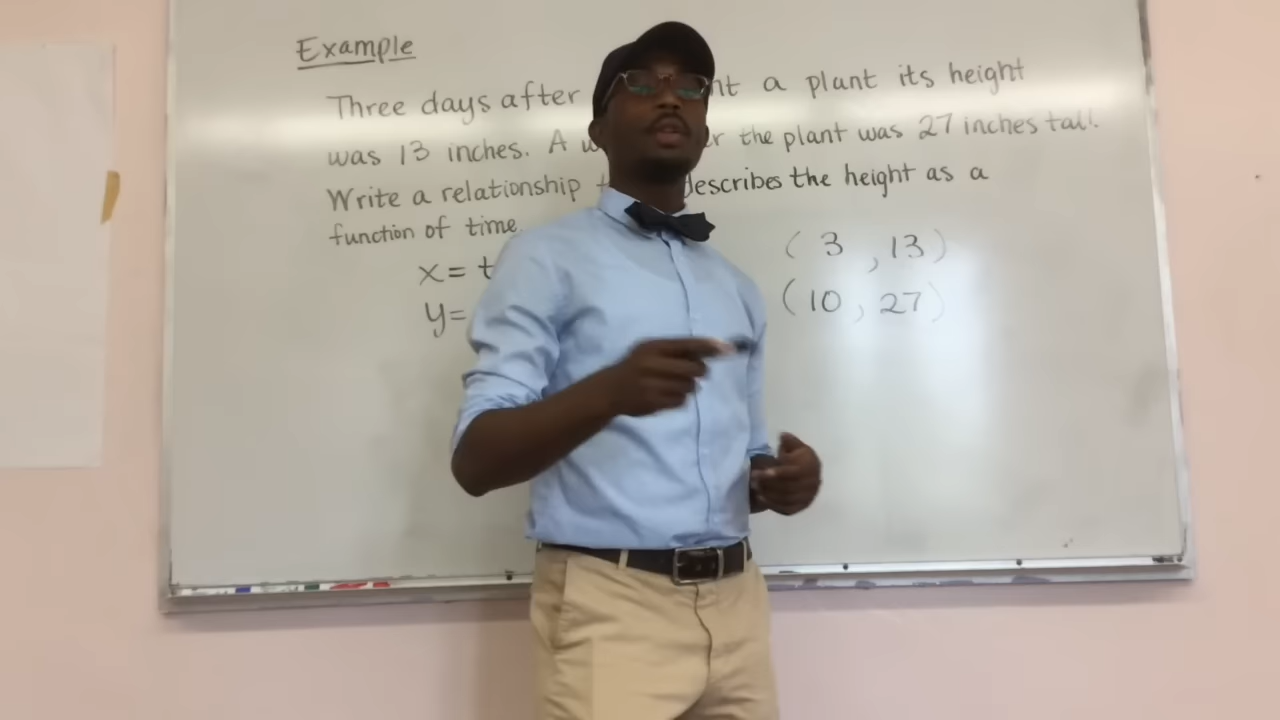 Example
Three days after a plant its height
was 13 inches. A the plant was 27 inches tall.
Write a relationship describes the height as a
function of time.
x=
y=
(3, 13)
(10, 27)